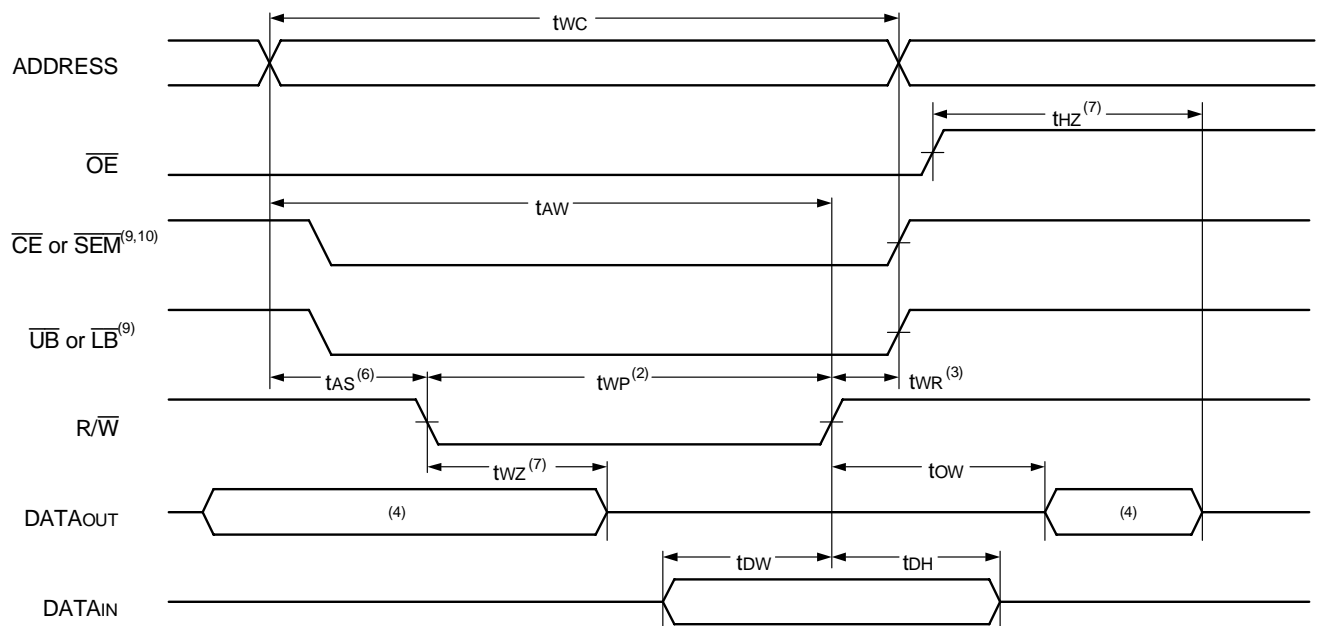 tWC
ADDRESS
tHZ(7)
OE
tAW
CE or SEM(9,10)
UB or LB(9)
tAS(6) tWP(2) tWR(3)
R/W
tWZ(7) tOW
DATAOUT (4) (4)
tDW tDH
DATAIN